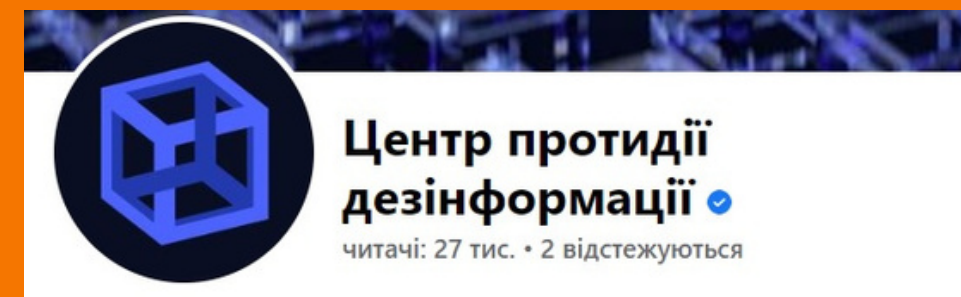 Центр протидії
дезінформації
читачі: 27 тис. • 2 відстежуються